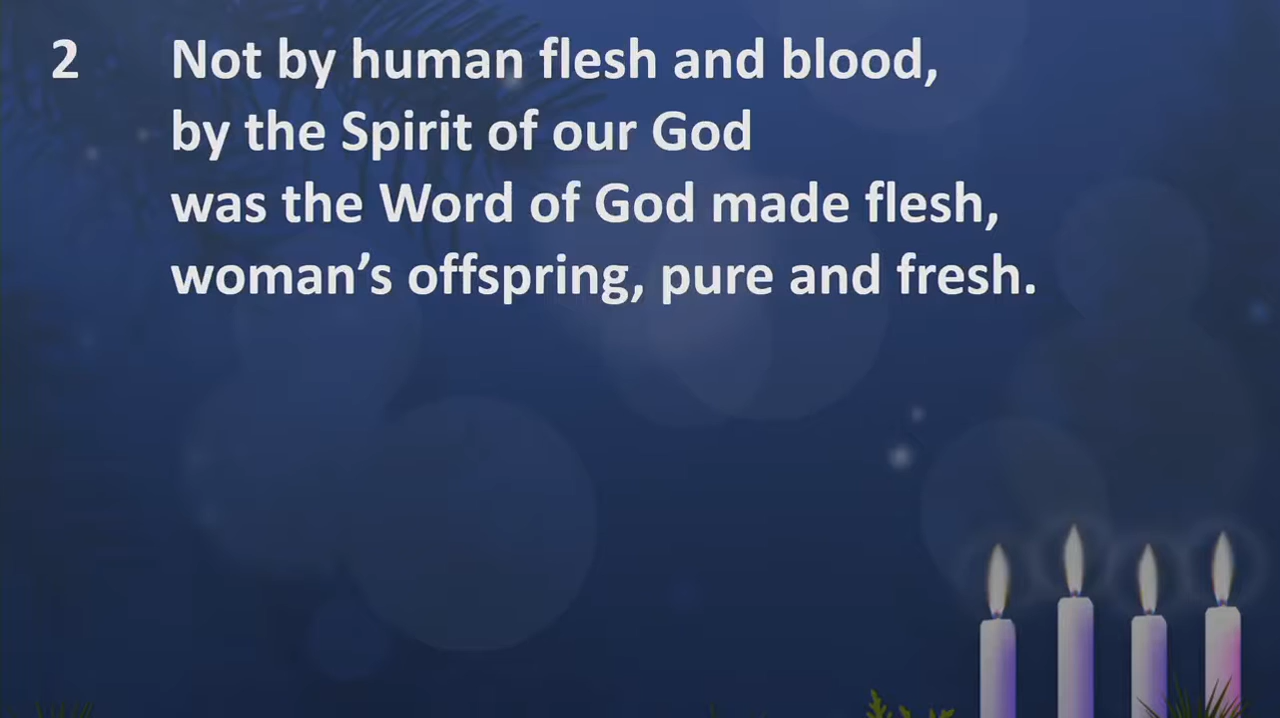 2 Not by human flesh and blood,
by the Spirit of our God
was the Word of God made flesh,
woman’s offspring, pure and fresh.